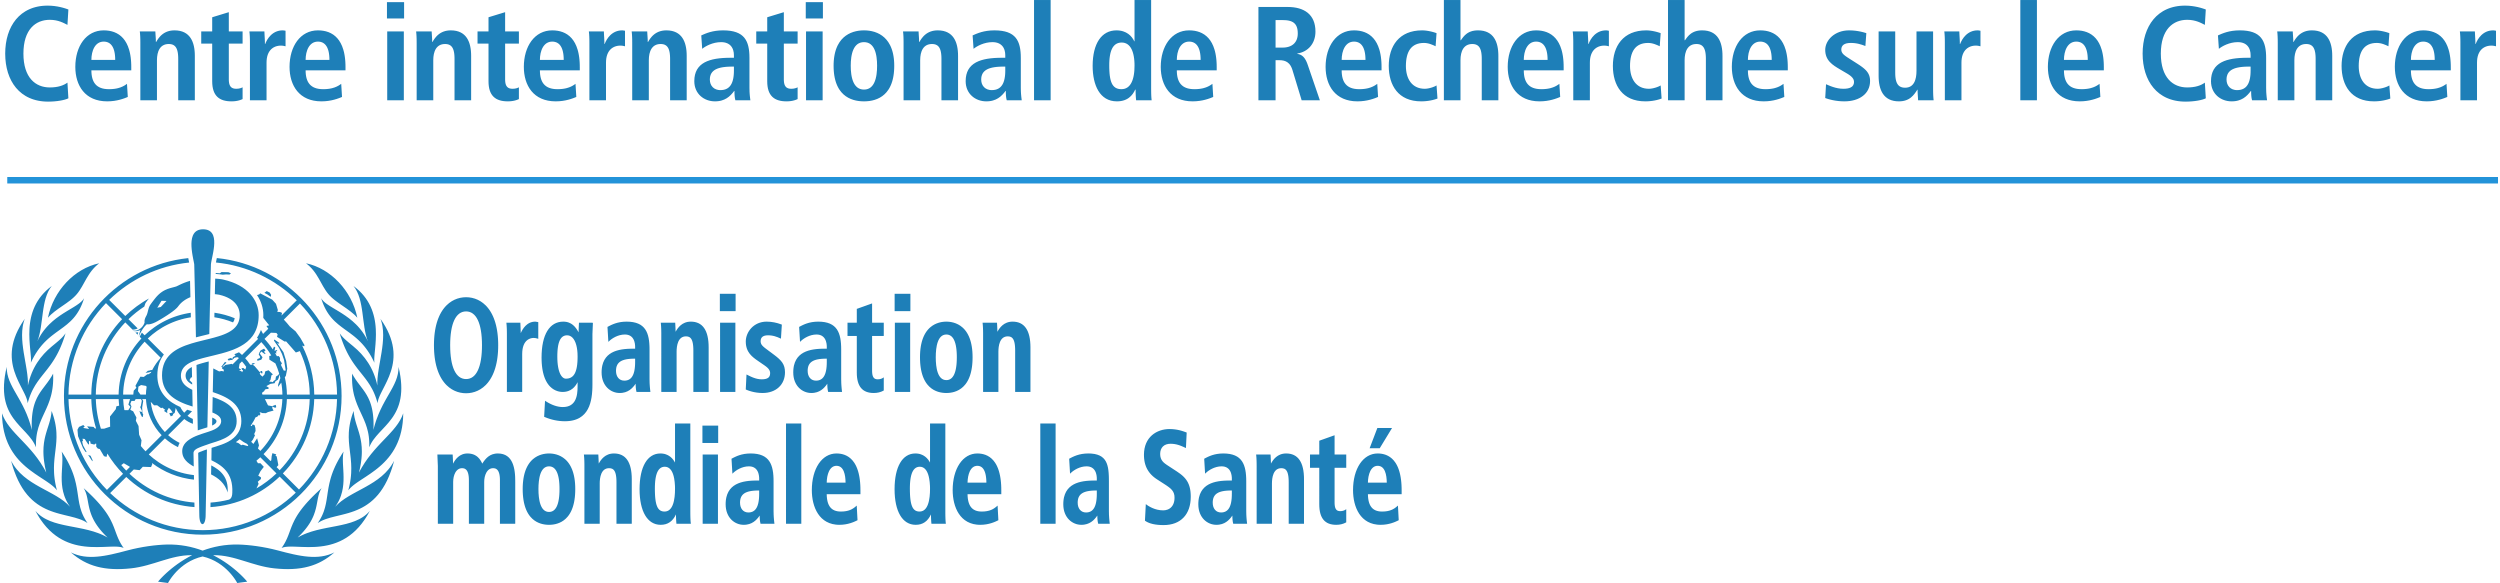 Centre international de Recherche sur le Cancer
Organisation
mondiale de la Santé